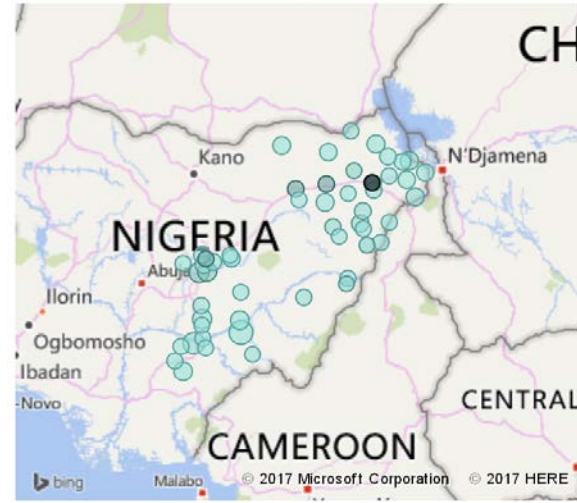 CH
N'Djamena
Kano
NIGERIA
Abuja
Ilorin
Ogbomosho
Ibadan
-Novo
CENTRAL
CAMEROON
bing
Malabo
© 2017 Microsoft Corporation © 2017 HERE